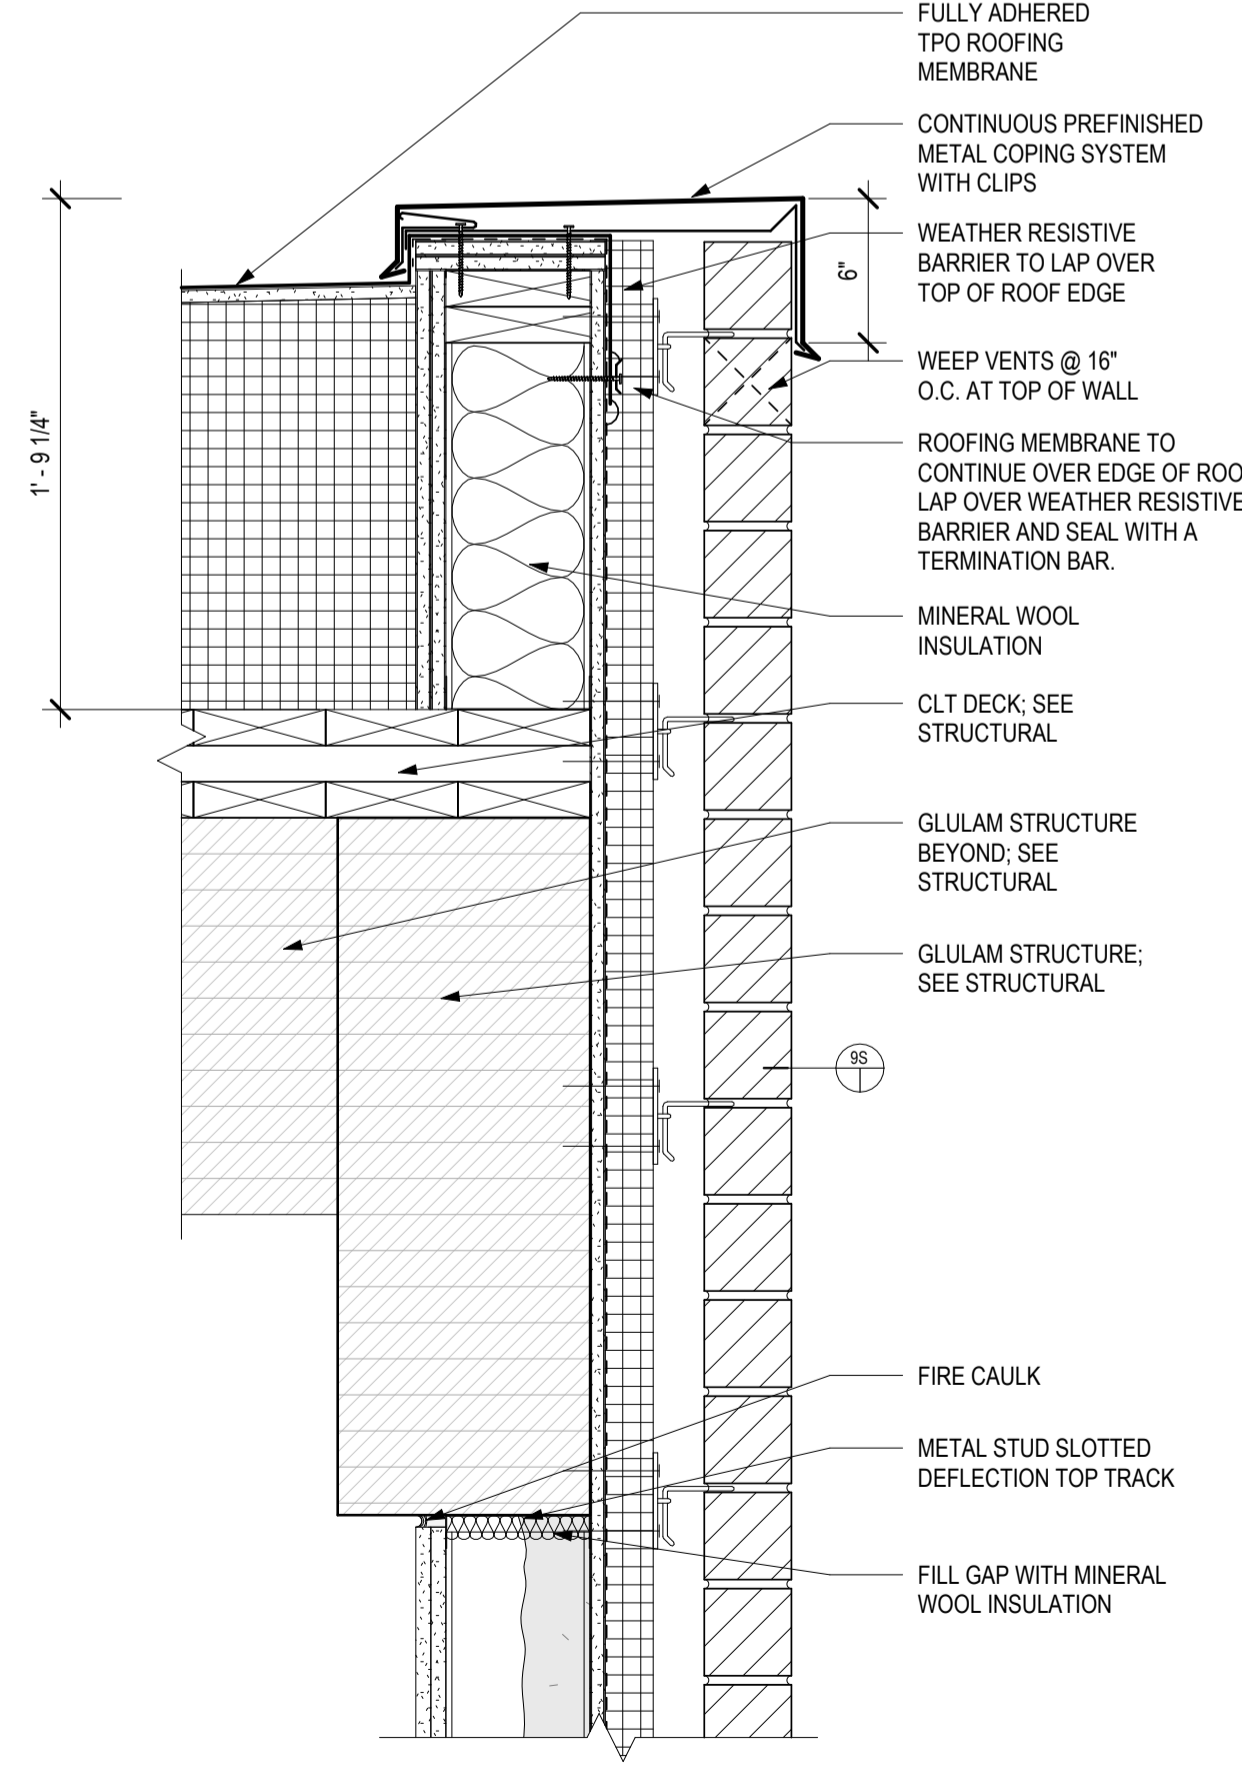 FULLY ADHERED
TPO ROOFING
MEMBRANE
CONTINUOUS PREFINISHED
METAL COPING SYSTEM
WITH CLIPS
WEATHER RESISTIVE
BARRIER TO LAP OVER
TOP OF ROOF EDGE
6"
WEEP VENTS @ 16"
O.C. AT TOP OF WALL
1' - 9 1/4"
ROOFING MEMBRANE TO
CONTINUE OVER EDGE OF ROO
LAP OVER WEATHER RESISTIVE
BARRIER AND SEAL WITH A
TERMINATION BAR.
MINERAL WOOL
INSULATION
CLT DECK; SEE
STRUCTURAL
GLULAM STRUCTURE
BEYOND; SEE
STRUCTURAL
GLULAM STRUCTURE;
SEE STRUCTURAL
9S
FIRE CAULK
METAL STUD SLOTTED
DEFLECTION TOP TRACK
FILL GAP WITH MINERAL
WOOL INSULATION